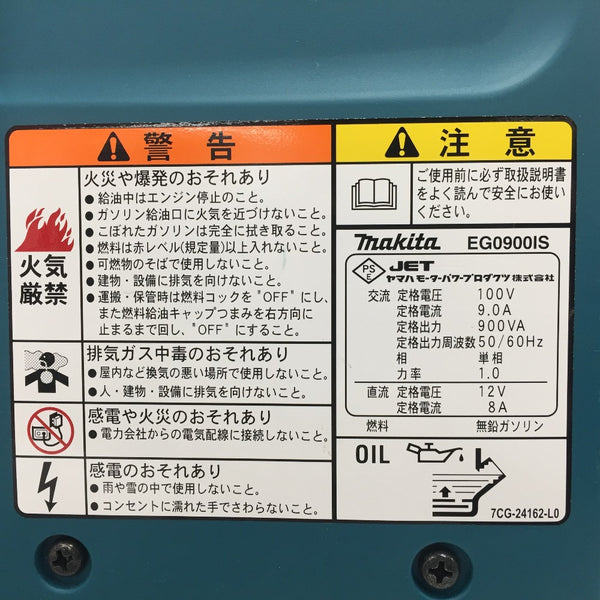 警告
火気
厳禁
火災や爆発のおそれあり
● 給油中はエンジン停止のこと。
● ガソリン給油口に火気を近づけないこと。
● こぼれたガソリンは完全に拭き取ること。
● 燃料は赤レベル(規定量)以上入れないこと。
● 可燃物のそばで使用しないこと。
● 建物・設備に排気を向けないこと。
● 運搬・保管時は燃料コックを"OFF"にし、
また燃料給油キャップつまみを右方向に
止まるまで回し、"OFF"にすること。
排気ガス中毒のおそれあり
● 屋内など換気の悪い場所で使用しないこと。
● 人・建物・設備に排気を向けないこと。
感電や火災のおそれあり
● 電力会社からの電気配線に接続しないこと。
感電のおそれあり
● 雨や雪の中で使用しないこと。
● コンセントに濡れた手でさわらないこと。
注意
ご使用前に必ず取扱説明書
をよく読んで安全にお使い
ください。
makita EG0900IS
PS
E
JET
ヤマハモーターパワープロダクツ株式会社
交流 定格電圧 100V
定格電流 9.0A
定格出力 900VA
定格出力周波数 50/60Hz
相 単相
力率 1.0
直流 定格電圧 12V
定格電流 8A
燃料 無鉛ガソリン
OIL
7CG-24162-L0